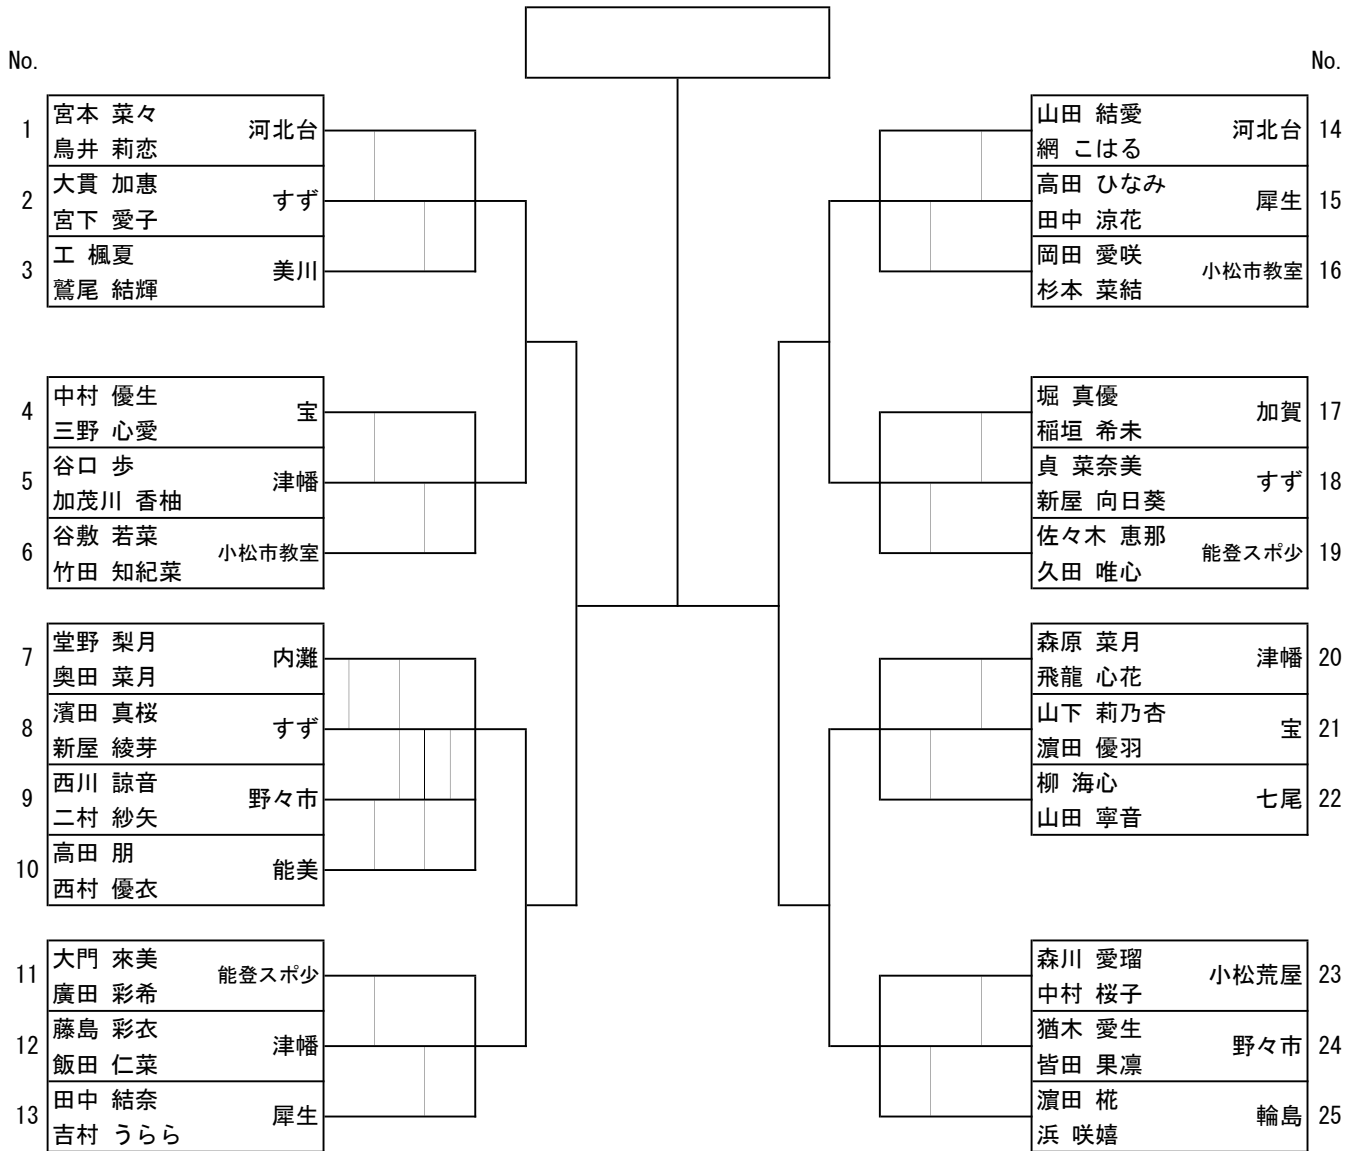 No.
1 宮本 菜々 河北台
鳥井 莉恋
2 大貫 加惠 すず
宮下 愛子
3 工 楓夏 美川
鷲尾 結輝
4 中村 優生 宝
三野 心愛
5 谷口 歩 津幡
加茂川 香柚
6 谷敷 若菜 小松市教室
竹田 知紀菜
7 堂野 梨月 内灘
奥田 菜月
8 濱田 真桜 すず
新屋 綾芽
9 西川 諒音 野々市
二村 紗矢
10 高田 朋 能美
西村 優衣
11 大門 來美 能登スポ少
廣田 彩希
12 藤島 彩衣 津幡
飯田 仁菜
13 田中 結奈 犀生
吉村 うらら
No.
山田 結愛 河北台 14
網 こはる
高田 ひなみ 犀生 15
田中 涼花
岡田 愛咲 小松市教室 16
杉本 菜結
堀 真優 加賀 17
稲垣 希未
貞 菜奈美 すず 18
新屋 向日葵
佐々木 恵那 能登スポ少 19
久田 唯心
森原 菜月 津幡 20
飛龍 心花
山下 莉乃杏 宝 21
濵田 優羽
柳 海心 七尾 22
山田 寧音
森川 愛瑠 小松荒屋 23
中村 桜子
猶木 愛生 野々市 24
皆田 果凛
濵田 椛 輪島 25
浜 咲嬉